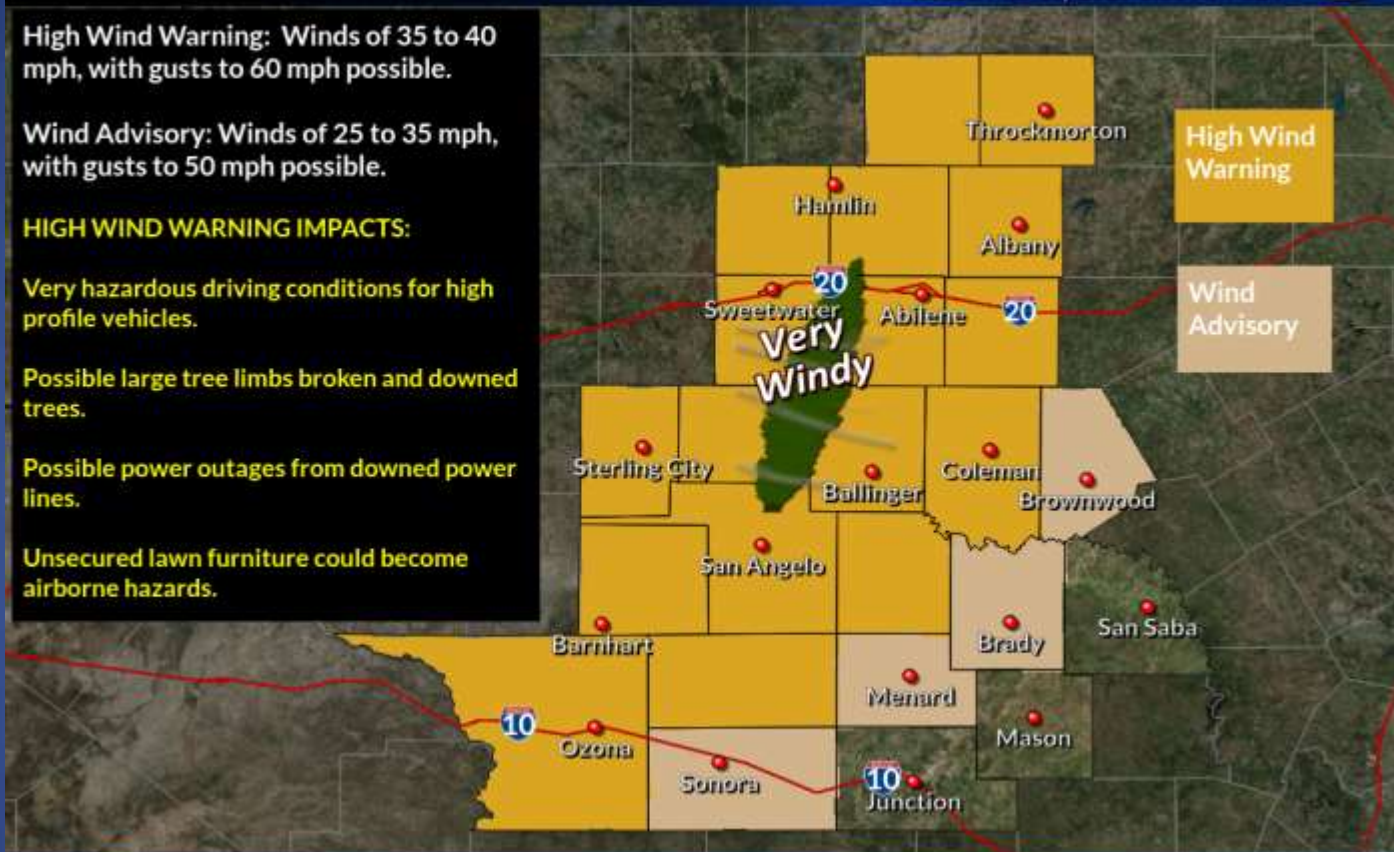 High Wind Warning: Winds of 35 to 40
mph, with gusts to 60 mph possible.
Wind Advisory: Winds of 25 to 35 mph,
with gusts to 50 mph possible.
HIGH WIND WARNING IMPACTS:
Very hazardous driving conditions for high
profile vehicles.
Possible large tree limbs broken and downed
trees.
Possible power outages from downed power
lines.
Unsecured lawn furniture could become
airborne hazards.
Throckmorton
Hamlin
Albany
20
Sweetwater
Abilene
20
Very
Windy
Sterling City
Ballinger
Coleman
Brownwood
San Angelo
Barnhart
Brady
San Saba
Menard
Mason
10
Ozona
Sonora
10
Junction
High Wind
Warning
Wind
Advisory